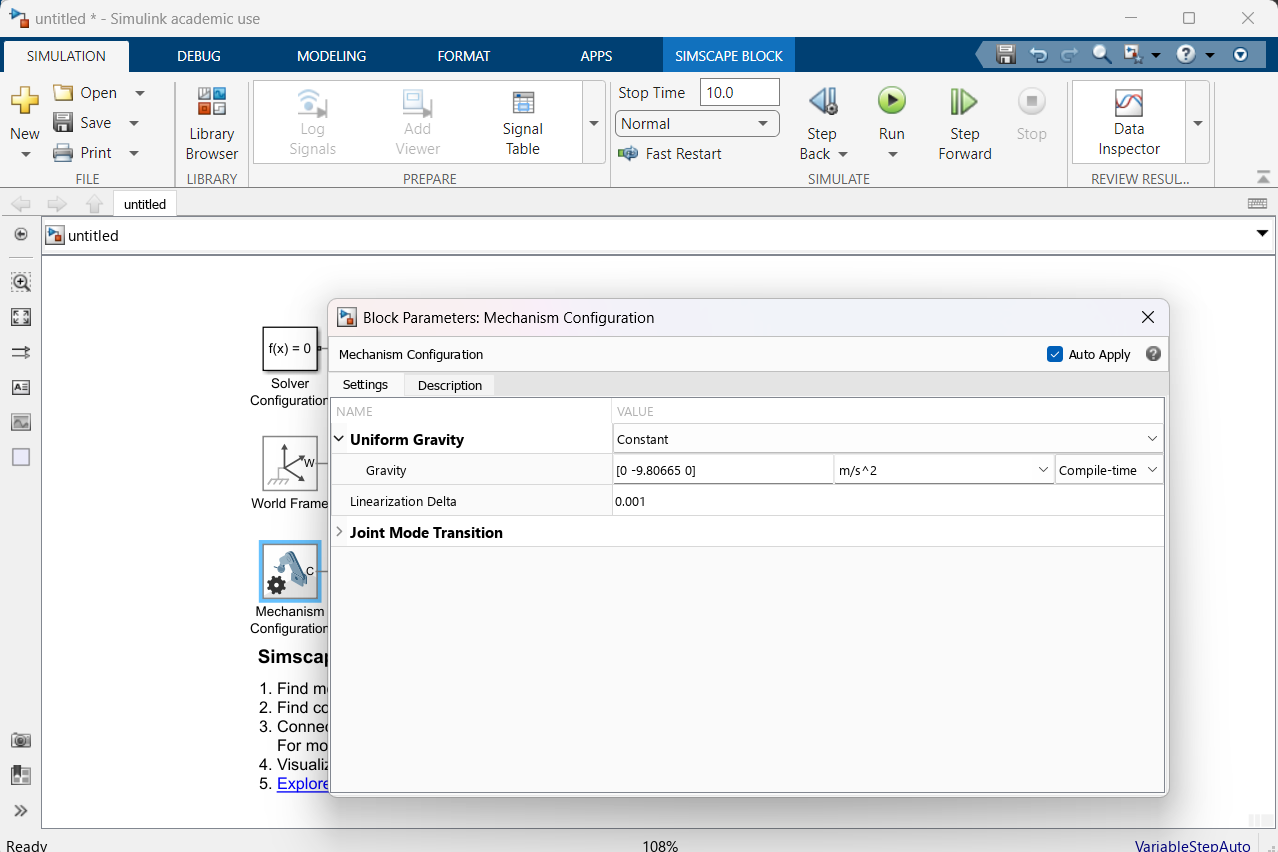 untitled * - Simulink academic use
SIMULATION DEBUG MODELING FORMAT APPS SIMSCAPE BLOCK
New
Open
Save
Print
FILE
Library
Browser
LIBRARY
Log
Signals
Add
Viewer
Signal
Table
PREPARE
Stop Time 10.0
Normal
Fast Restart
Step
Back
Run
Step
Forward
Stop
SIMULATE
Data
Inspector
REVIEW RESUL...
untitled
untitled
f(x) = 0
Solver
Configuration
W
World Frame
C
Mechanism
Configuration
Simscap
1. Find m
2. Find co
3. Connec
For mo
4. Visualiz
5. Explore
Block Parameters: Mechanism Configuration
Mechanism Configuration
Auto Apply
Settings Description
NAME VALUE
Uniform Gravity Constant
Gravity [0 -9.80665 0] m/s^2 Compile-time
Linearization Delta 0.001
Joint Mode Transition
Ready 108% VariableStepAuto